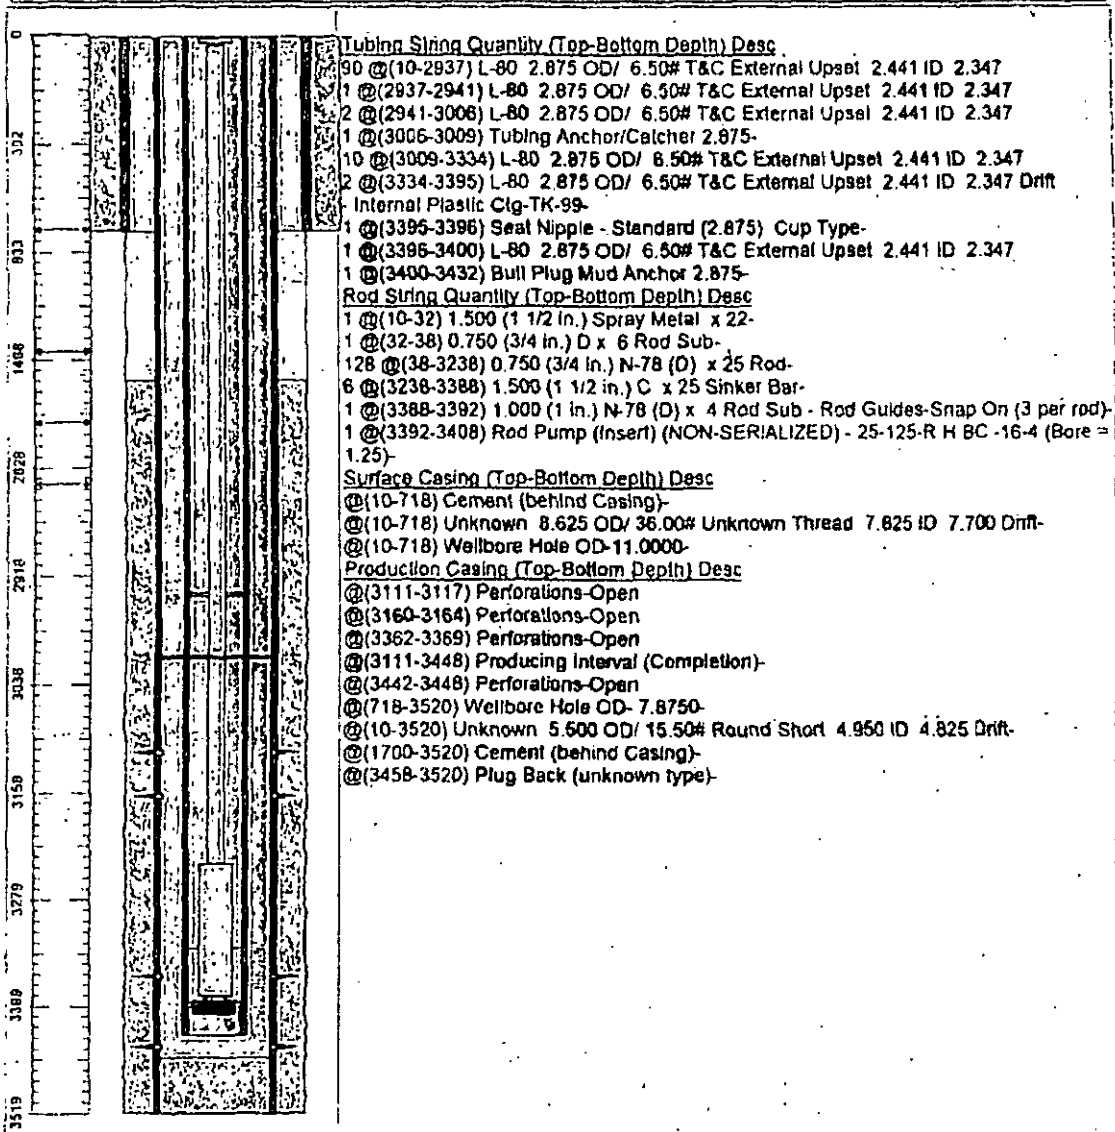 Tubing String Quantity (Top-Bottom Depth) Desc
90 @(10-2937) L-80 2.875 OD/ 6.50# T&C External Upset 2.441 ID 2.347
1 @(2937-2941) L-80 2.875 OD/ 6.50# T&C External Upset 2.441 ID 2.347
2 @(2941-3006) L-80 2.875 OD/ 6.50# T&C External Upset 2.441 ID 2.347
1 @(3006-3009) Tubing Anchor/Catcher 2.875-
10 @(3009-3334) L-80 2.875 OD/ 6.50# T&C External Upset 2.441 ID 2.347
2 @(3334-3395) L-80 2.875 OD/ 6.50# T&C External Upset 2.441 ID 2.347 Drift
- Internal Plastic Ctg-TK-99-
1 @(3395-3396) Seat Nipple - Standard (2.875) Cup Type-
1 @(3396-3400) L-80 2.875 OD/ 6.50# T&C External Upset 2.441 ID 2.347
1 @(3400-3432) Bull Plug Mud Anchor 2.875-
Rod String Quantity (Top-Bottom Depth) Desc
1 @(10-32) 1.500 (1 1/2 in.) Spray Metal x 22-
1 @(32-38) 0.750 (3/4 in.) D x 6 Rod Sub-
128 @(38-3238) 0.750 (3/4 in.) N-78 (D) x 25 Rod-
6 @(3238-3388) 1.500 (1 1/2 in.) C x 25 Sinker Bar-
1 @(3388-3392) 1.000 (1 in.) N-78 (D) x 4 Rod Sub - Rod Guides-Snap On (3 per rod)-
1 @(3392-3408) Rod Pump (Insert) (NON-SERIALIZED) - 25-125-R H BC -16-4 (Bore =
1.25)-
Surface Casing (Top-Bottom Depth) Desc
@(10-718) Cement (behind Casing)-
@(10-718) Unknown 8.625 OD/ 36.00# Unknown Thread 7.825 ID 7.700 Drift-
@(10-718) Wellbore Hole OD-11.0000-
Production Casing (Top-Bottom Depth) Desc
@(3111-3117) Perforations-Open
@(3160-3164) Perforations-Open
@(3362-3369) Perforations-Open
@(3111-3448) Producing Interval (Completion)-
@(3442-3448) Perforations-Open
@(718-3520) Wellbore Hole OD- 7.8750-
@(10-3520) Unknown 5.500 OD/ 15.50# Round Short 4.950 ID 4.825 Drift-
@(1700-3520) Cement (behind Casing)-
@(3458-3520) Plug Back (unknown type)-
0
2918
3038
3279
3519